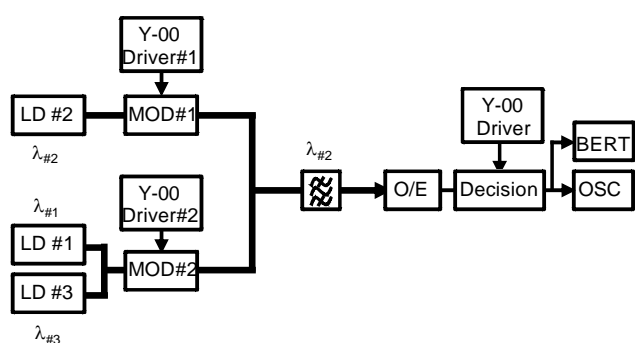 Y-00
Driver#1
LD #2
MOD#1
λ#2
Y-00
Driver#2
λ#1
LD #1
LD #3
MOD#2
λ#3
λ#2
O/E
Y-00
Driver
Decision
BERT
OSC